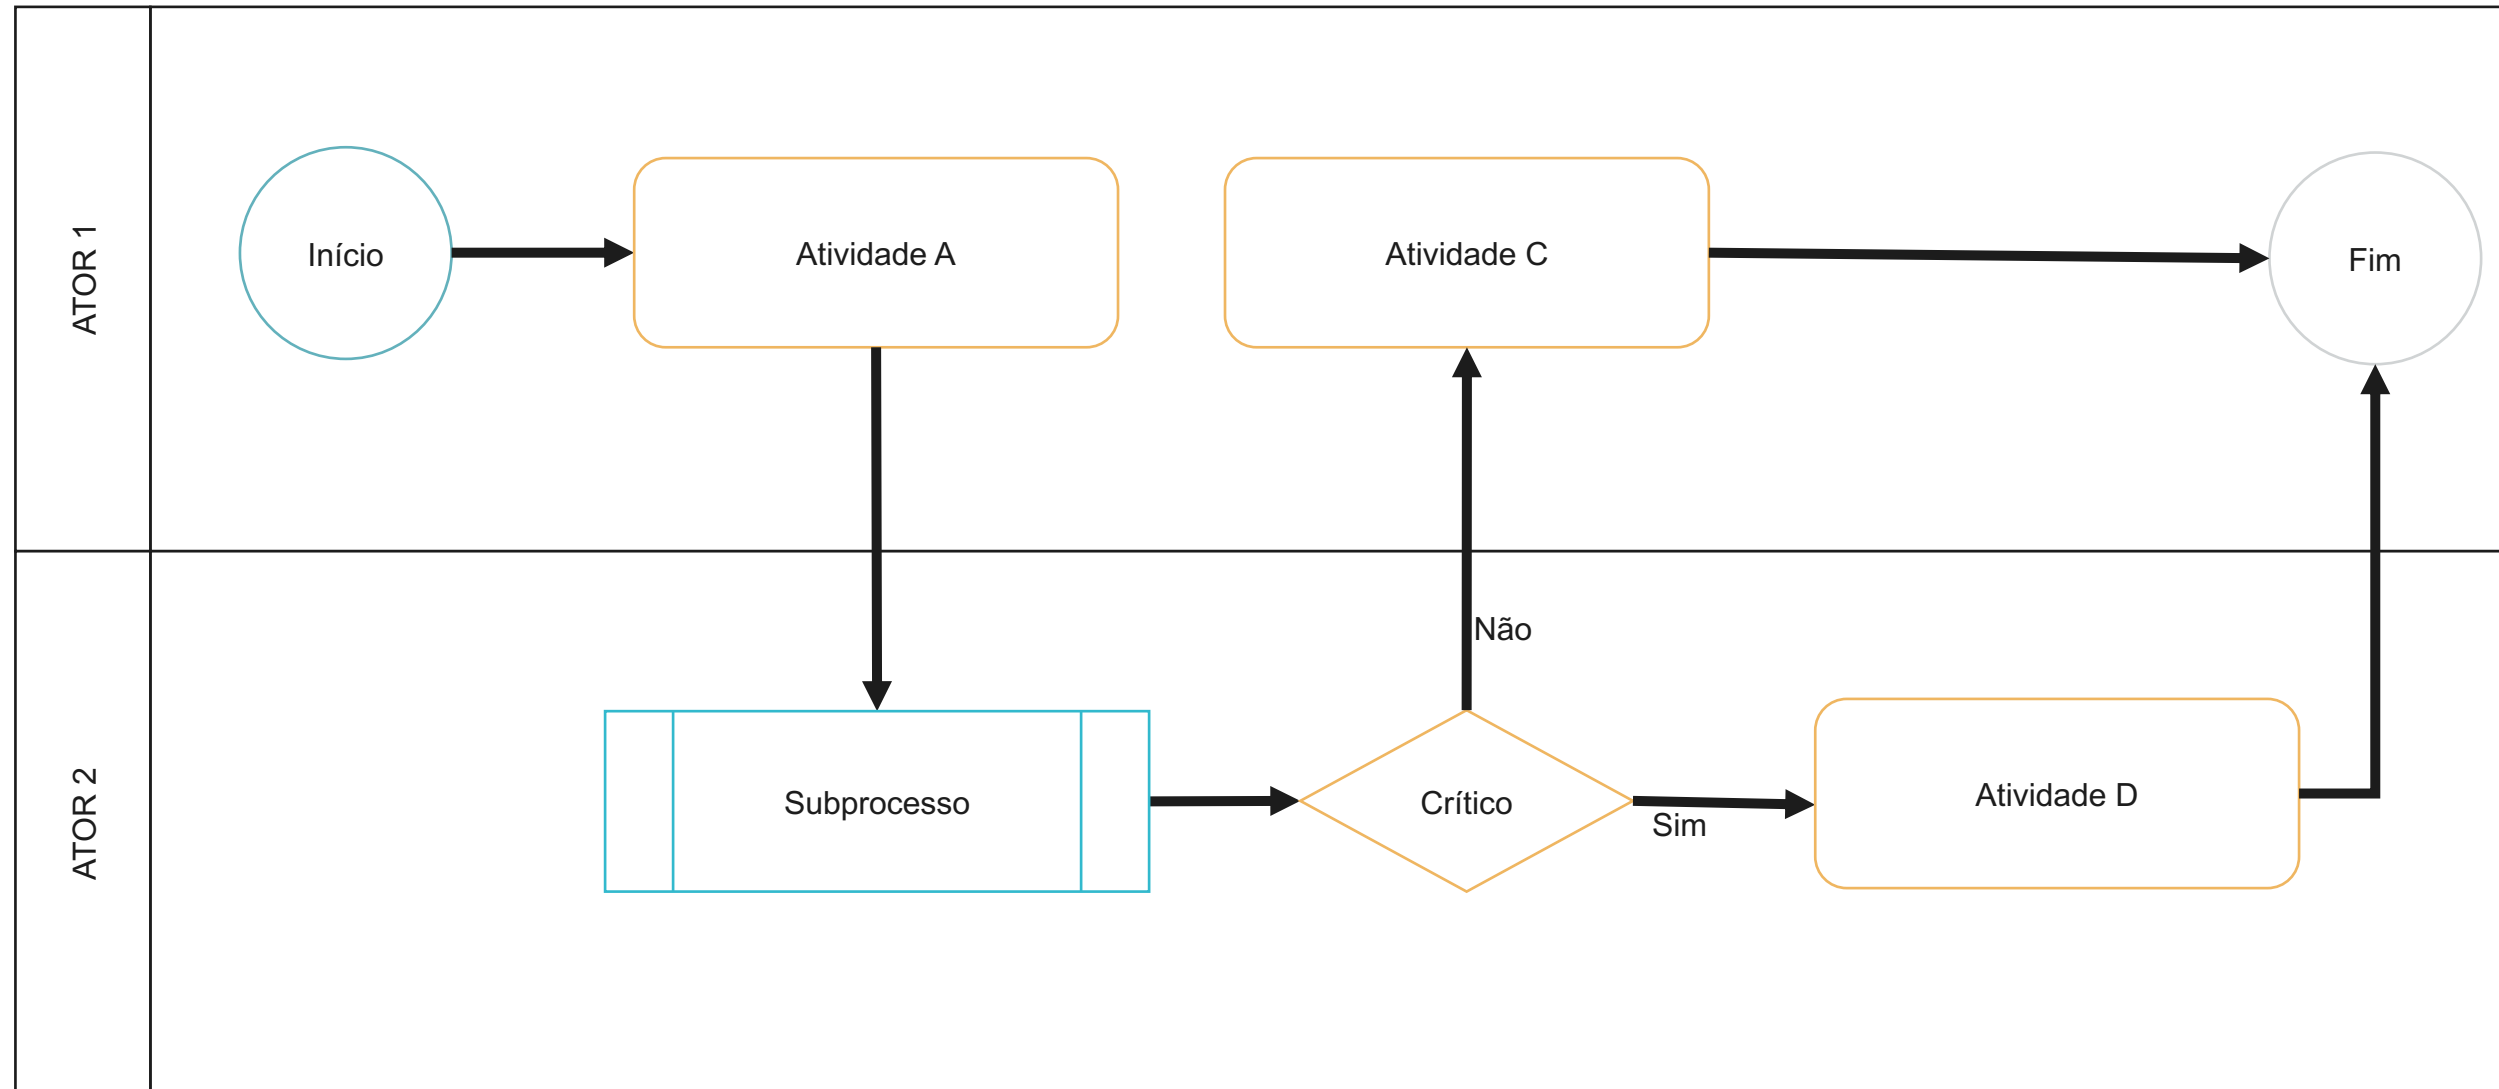 ATOR 1
Início
Atividade A
Atividade C
Fim
Não
ATOR 2
Subprocesso
Crítico
Sim
Atividade D